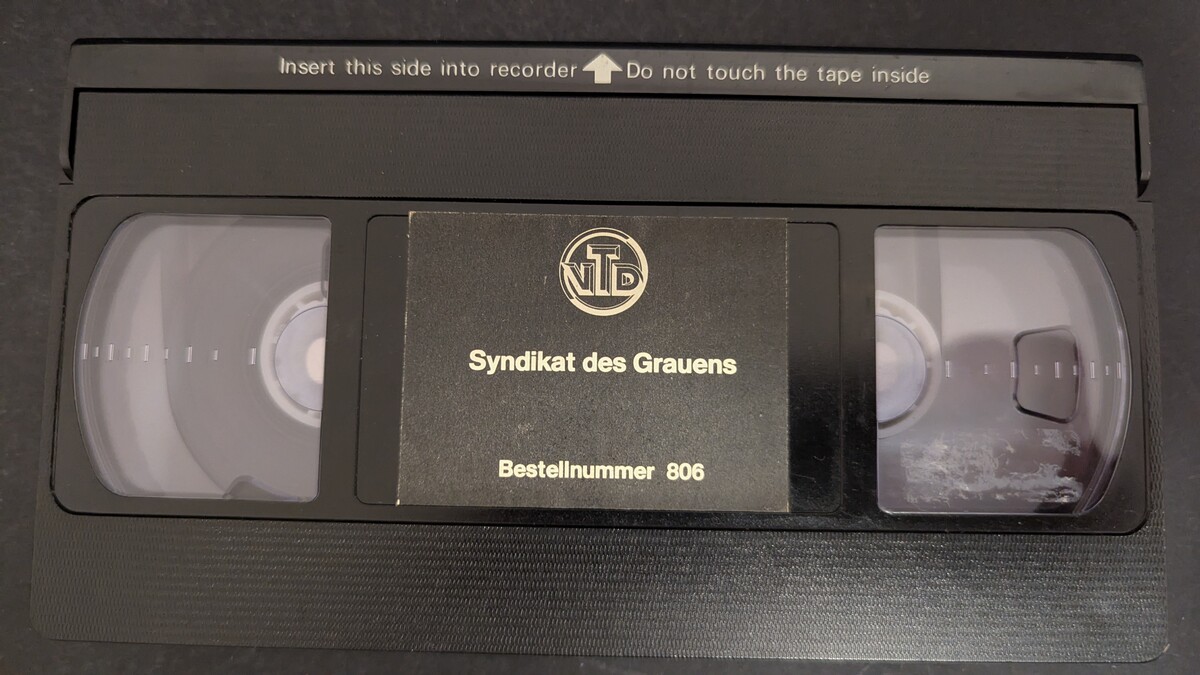 Insert this side into recorder Do not touch the tape inside
VTD
Syndikat des Grauens
Bestellnummer 806